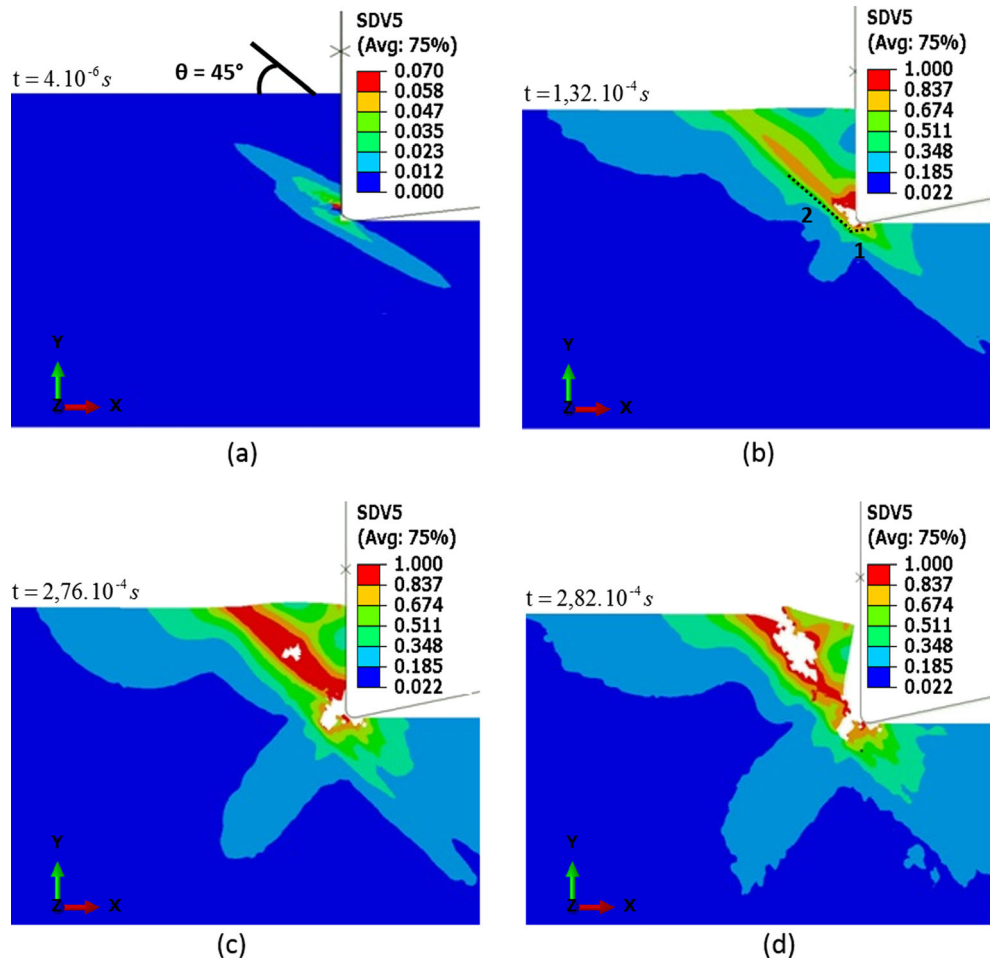 SDV5
(Avg: 75%)
0.070
0.058
0.047
0.035
0.023
0.012
0.000
θ = 45°
t = 4.10⁻⁶ s
Y
Z X
(a)
SDV5
(Avg: 75%)
1.000
0.837
0.674
0.511
0.348
0.185
0.022
t = 1,32.10⁻⁴ s
2
1
Y
Z X
(b)
SDV5
(Avg: 75%)
1.000
0.837
0.674
0.511
0.348
0.185
0.022
t = 2,76.10⁻⁴ s
Y
Z X
(c)
SDV5
(Avg: 75%)
1.000
0.837
0.674
0.511
0.348
0.185
0.022
t = 2,82.10⁻⁴ s
Y
Z X
(d)